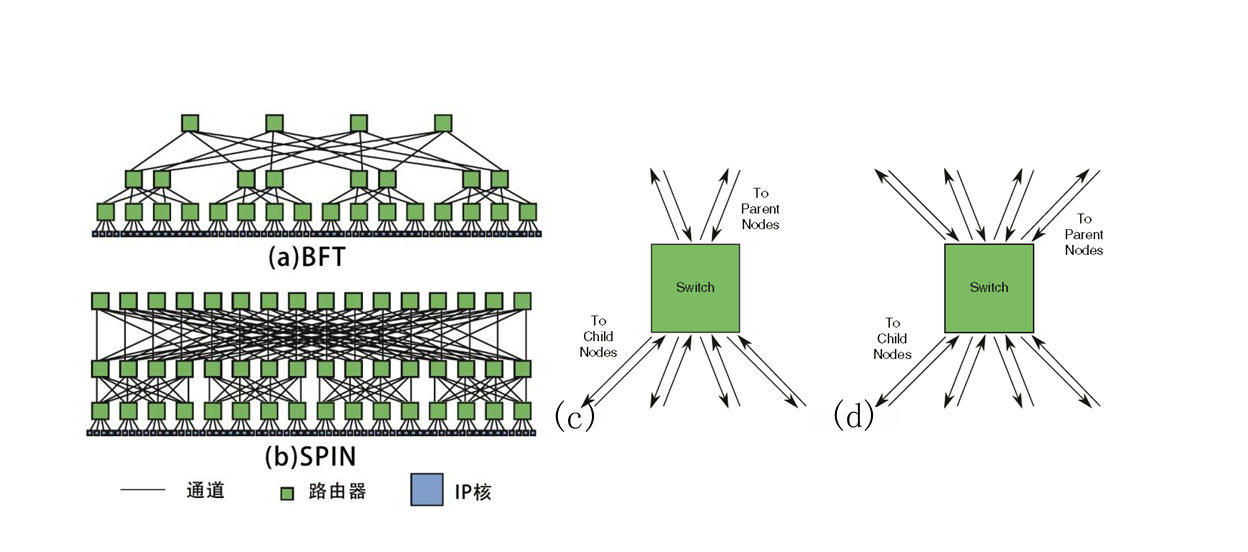 (a)BFT
(b)SPIN
通道
路由器
IP核
To
Parent
Nodes
Switch
To
Child
Nodes
(c)
To
Parent
Nodes
Switch
To
Child
Nodes
(d)